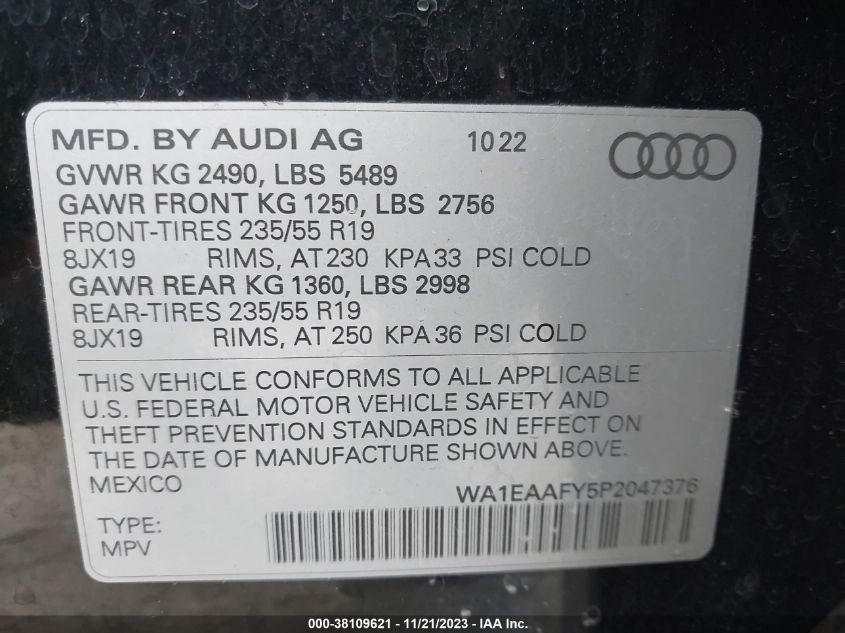 MFD. BY AUDI AG 10 22
GVWR KG 2490, LBS 5489
GAWR FRONT KG 1250, LBS 2756
FRONT-TIRES 235/55 R19
8JX19 RIMS, AT 230 KPA 33 PSI COLD
GAWR REAR KG 1360, LBS 2998
REAR-TIRES 235/55 R19
8JX19 RIMS, AT 250 KPA 36 PSI COLD
THIS VEHICLE CONFORMS TO ALL APPLICABLE
U.S. FEDERAL MOTOR VEHICLE SAFETY AND
THEFT PREVENTION STANDARDS IN EFFECT ON
THE DATE OF MANUFACTURE SHOWN ABOVE.
MEXICO WA1EAAFY5P2047376
TYPE:
MPV
000-38109621 - 11/21/2023 - IAA Inc.